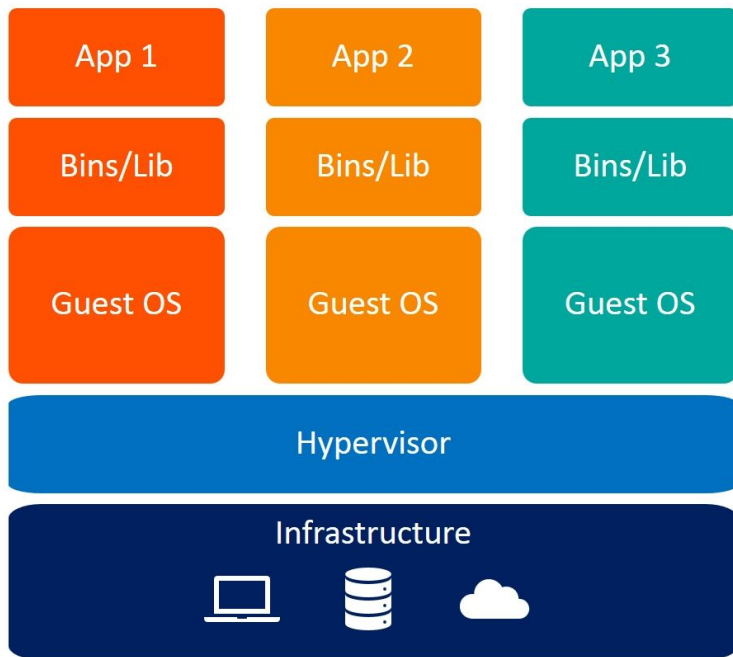 App 1
App 2
App 3
Bins/Lib
Bins/Lib
Bins/Lib
Guest OS
Guest OS
Guest OS
Hypervisor
Infrastructure